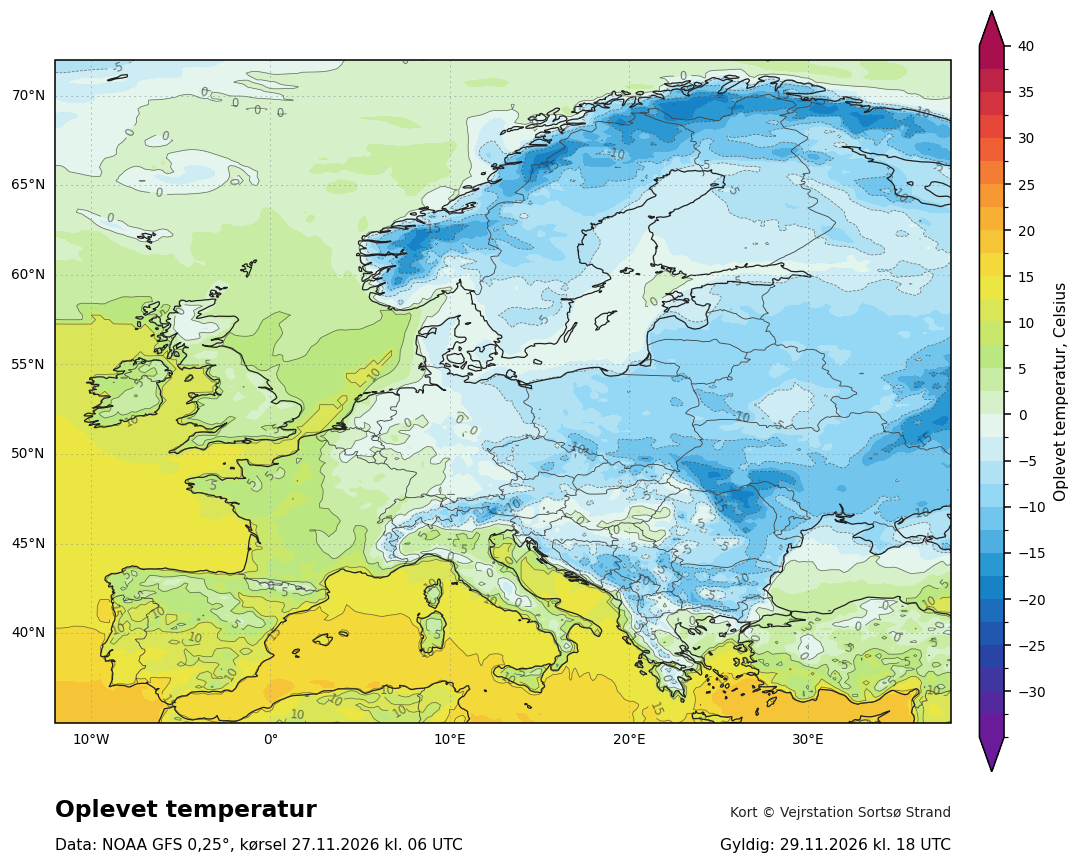 40
35
30
25
20
15
10
5
0
−5
−10
−15
−20
−25
−30
Oplevet temperatur, Celsius
70°N
65°N
60°N
55°N
50°N
45°N
40°N
10°W
0°
10°E
20°E
30°E
Oplevet temperatur
Kort © Vejrstation Sortsø Strand
Data: NOAA GFS 0,25°, kørsel 27.11.2026 kl. 06 UTC
Gyldig: 29.11.2026 kl. 18 UTC